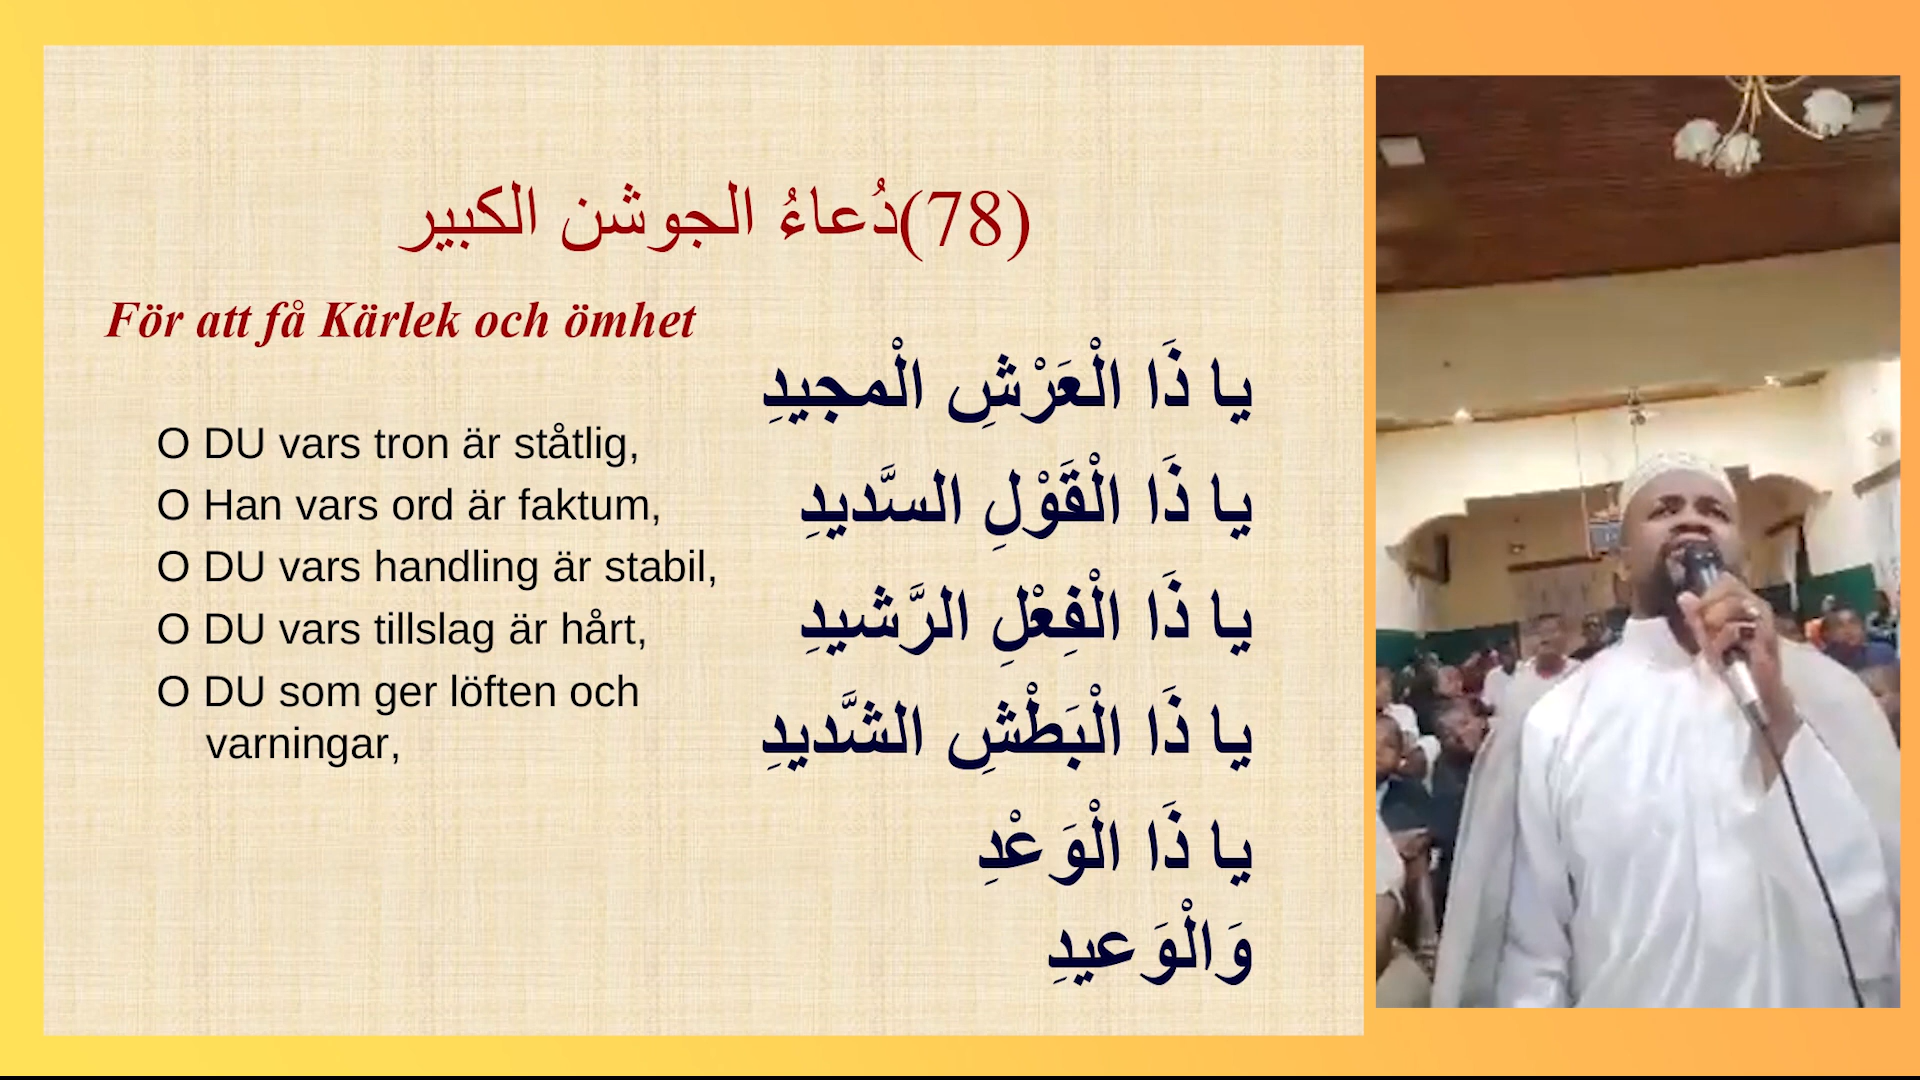 (78)دُعاءُ الجوشن الكبير
För att få Kärlek och ömhet
O DU vars tron är ståtlig,
O Han vars ord är faktum,
O DU vars handling är stabil,
O DU vars tillslag är hårt,
O DU som ger löften och
varningar,
يا ذَا الْعَرْشِ الْمجيدِ
يا ذَا الْقَوْلِ السَّديدِ
يا ذَا الْفِعْلِ الرَّشيدِ
يا ذَا الْبَطْشِ الشَّديدِ
يا ذَا الْوَعْدِ
وَالْوَعيدِ